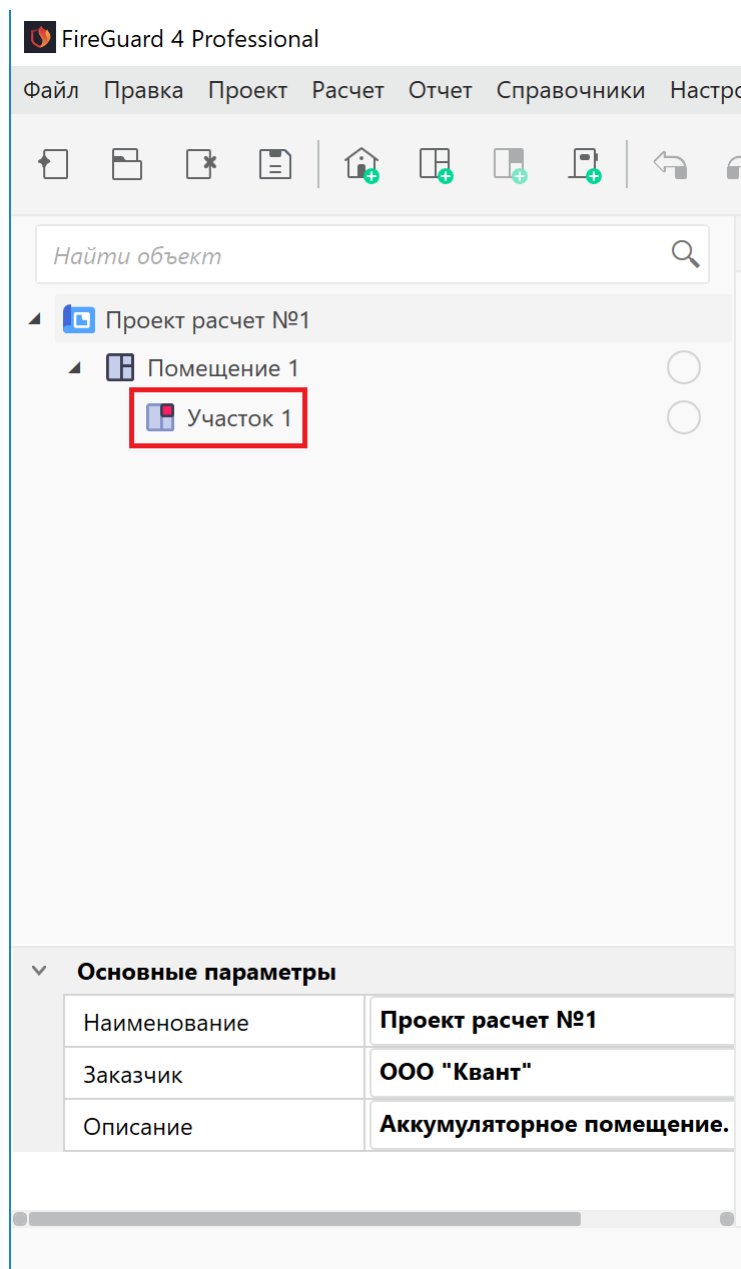 FireGuard 4 Professional
Файл Правка Проект Расчет Отчет Справочники Настро
Найти объект
Проект расчет №1
Помещение 1
Участок 1
Основные параметры
Наименование Проект расчет №1
Заказчик ООО "Квант"
Описание Аккумуляторное помещение.